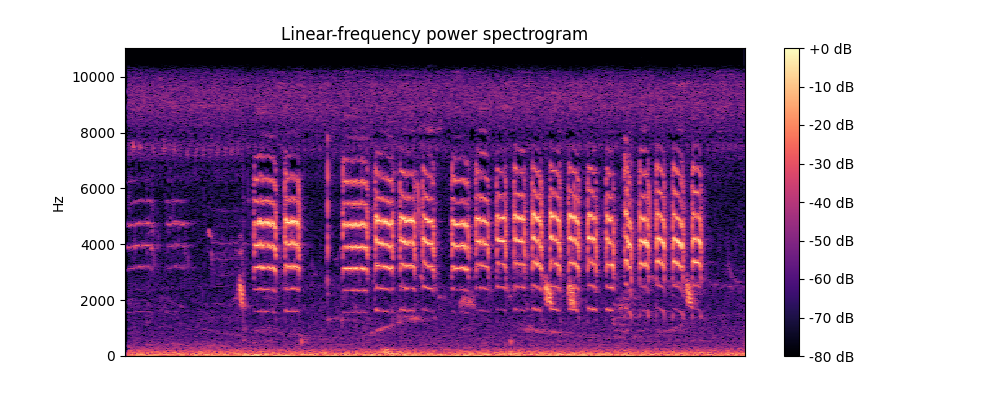 Linear-frequency power spectrogram
Hz
10000
8000
6000
4000
2000
0
+0 dB
-10 dB
-20 dB
-30 dB
-40 dB
-50 dB
-60 dB
-70 dB
-80 dB